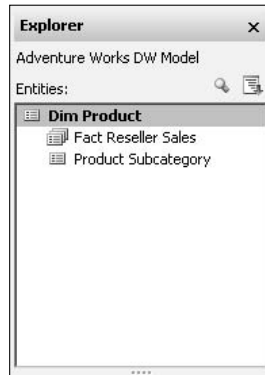 Explorer
Adventure Works DW Model
Entities:
Dim Product
Fact Reseller Sales
Product Subcategory